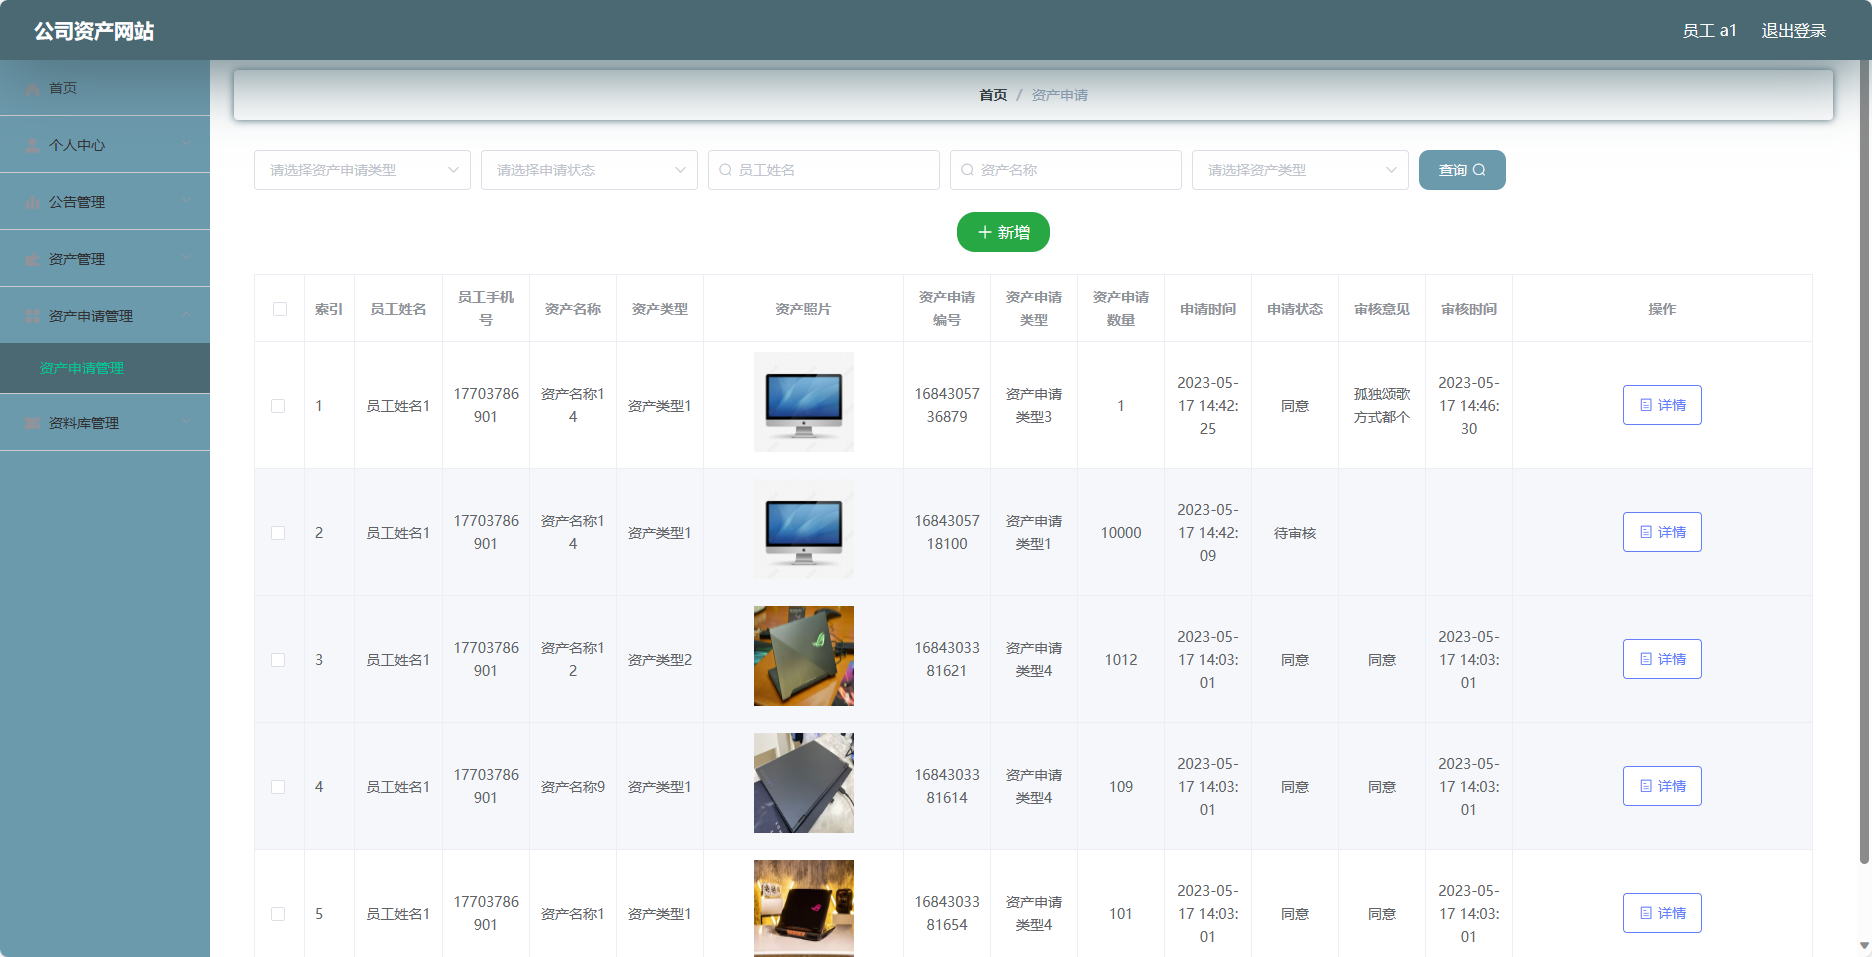 公司资产网站
员工 a1 退出登录
首页
个人中心
公告管理
资产管理
资产申请管理
资产申请管理
资料库管理
首页 / 资产申请
请选择资产申请类型 请选择申请状态 员工姓名 资产名称 请选择资产类型 查询
新增
索引 员工姓名 员工手机号 资产名称 资产类型 资产照片 资产申请编号 资产申请类型 资产申请数量 申请时间 申请状态 审核意见 审核时间 操作
1 员工姓名1 17703786901 资产名称14 资产类型1 1684305736879 资产申请类型3 1 2023-05-17 14:42:25 同意 孤独颂歌方式都个 2023-05-17 14:46:30 详情
2 员工姓名1 17703786901 资产名称14 资产类型1 1684305718100 资产申请类型1 10000 2023-05-17 14:42:09 待审核 详情
3 员工姓名1 17703786901 资产名称12 资产类型2 1684303381621 资产申请类型4 1012 2023-05-17 14:03:01 同意 同意 2023-05-17 14:03:01 详情
4 员工姓名1 17703786901 资产名称9 资产类型1 1684303381614 资产申请类型4 109 2023-05-17 14:03:01 同意 同意 2023-05-17 14:03:01 详情
5 员工姓名1 17703786901 资产名称1 资产类型1 1684303381654 资产申请类型4 101 2023-05-17 14:03:01 同意 同意 2023-05-17 14:03:01 详情